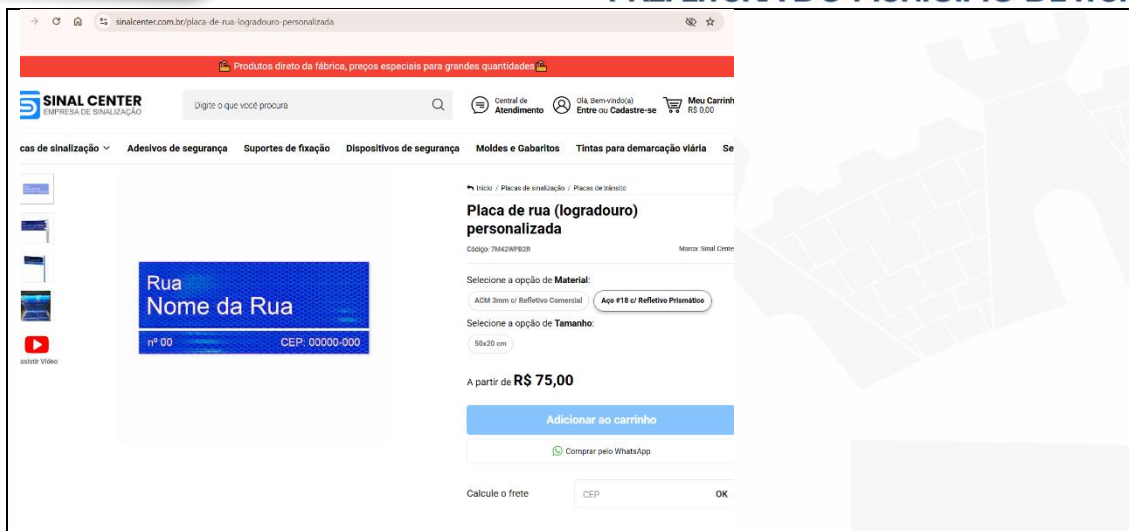 sinalcenter.com.br/placa-de-rua-logradouro-personalizada
Produtos direto da fábrica, preços especiais para grandes quantidades
SINAL CENTER
EMPRESA DE SINALIZAÇÃO
Digite o que você procura
Central de
Atendimento
Olá, Bem-vindo(a)
Entre ou Cadastre-se
Meu Carrinh
R$ 0,00
cas de sinalização
Adesivos de segurança
Suportes de fixação
Dispositivos de segurança
Moldes e Gabaritos
Tintas para demarcação viária
Se
Início / Placas de sinalização / Placas de trânsito
Placa de rua (logradouro)
personalizada
Código: 7M42WPB2R
Marca: Sinal Cente
Selecione a opção de Material:
ACM 3mm c/ Refletivo Comercial
Aço #18 c/ Refletivo Prismático
Selecione a opção de Tamanho:
50x20 cm
A partir de R$ 75,00
Adicionar ao carrinho
Comprar pelo WhatsApp
Calcule o frete
CEP
OK
Rua
Nome da Rua
nº 00
CEP: 00000-000
assistir Vídeo